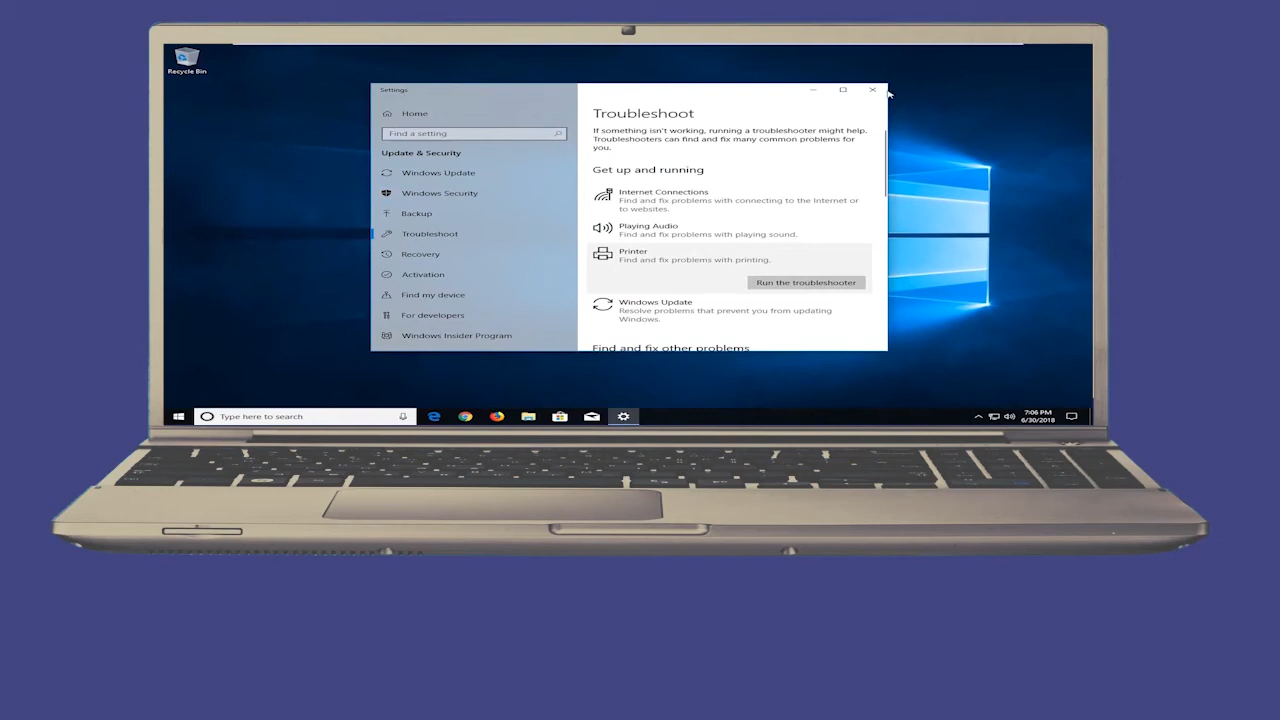 Recycle Bin
Settings
Home
Find a setting
Update & Security
Windows Update
Windows Security
Backup
Troubleshoot
Recovery
Activation
Find my device
For developers
Windows Insider Program
Troubleshoot
If something isn't working, running a troubleshooter might help.
Troubleshooters can find and fix many common problems for
you.
Get up and running
Internet Connections
Find and fix problems with connecting to the Internet or
to websites.
Playing Audio
Find and fix problems with playing sound.
Printer
Find and fix problems with printing.
Run the troubleshooter
Windows Update
Resolve problems that prevent you from updating
Windows.
Find and fix other problems
Type here to search
7:06 PM
6/30/2018